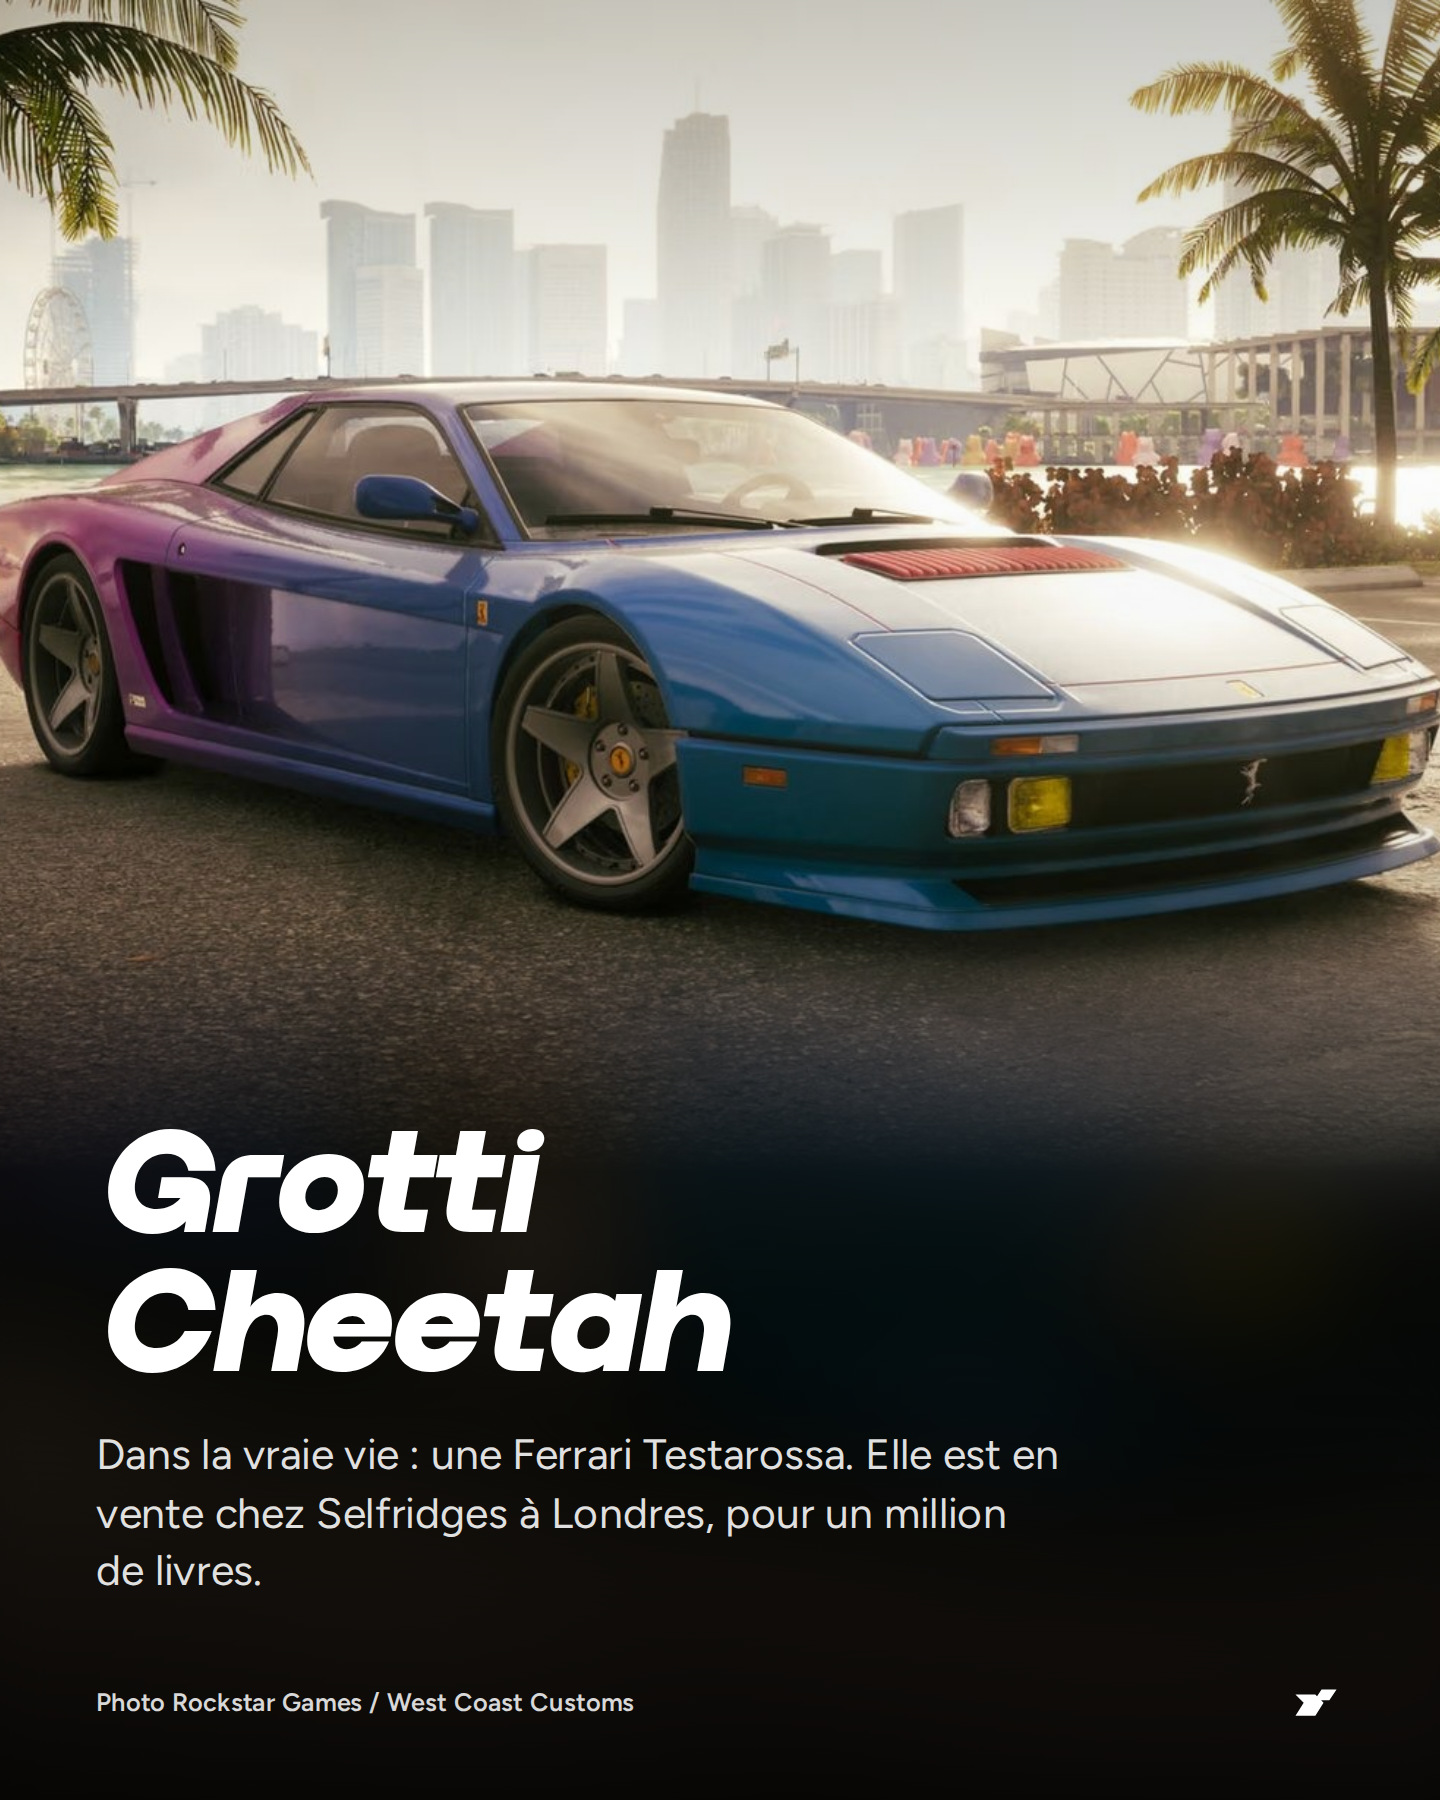 Grotti
Cheetah
Dans la vraie vie : une Ferrari Testarossa. Elle est en
vente chez Selfridges à Londres, pour un million
de livres.
Photo Rockstar Games / West Coast Customs